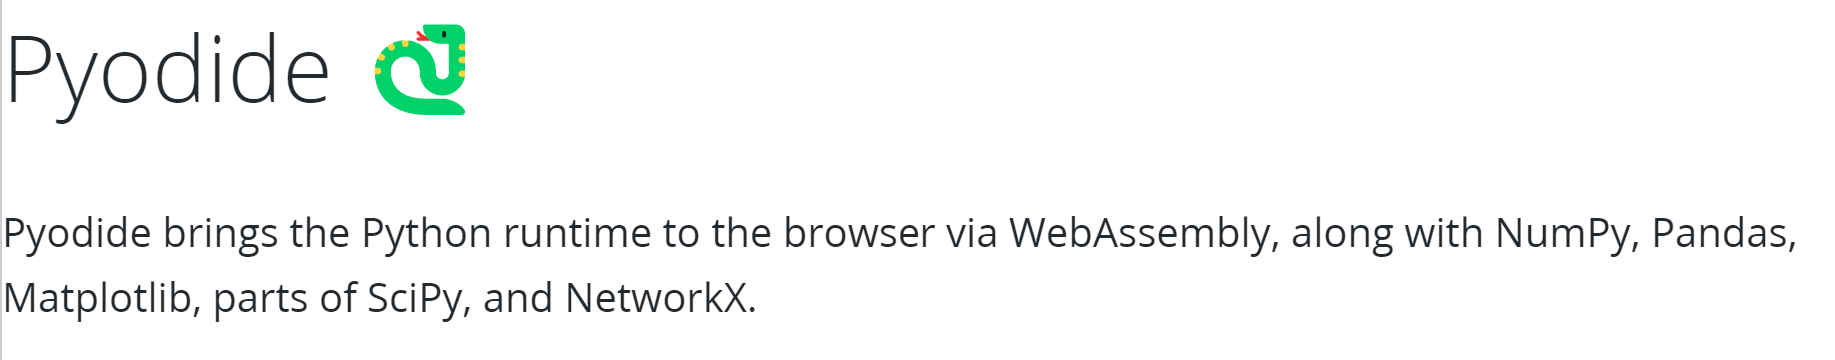 Pyodide
Pyodide brings the Python runtime to the browser via WebAssembly, along with NumPy, Pandas,
Matplotlib, parts of SciPy, and NetworkX.